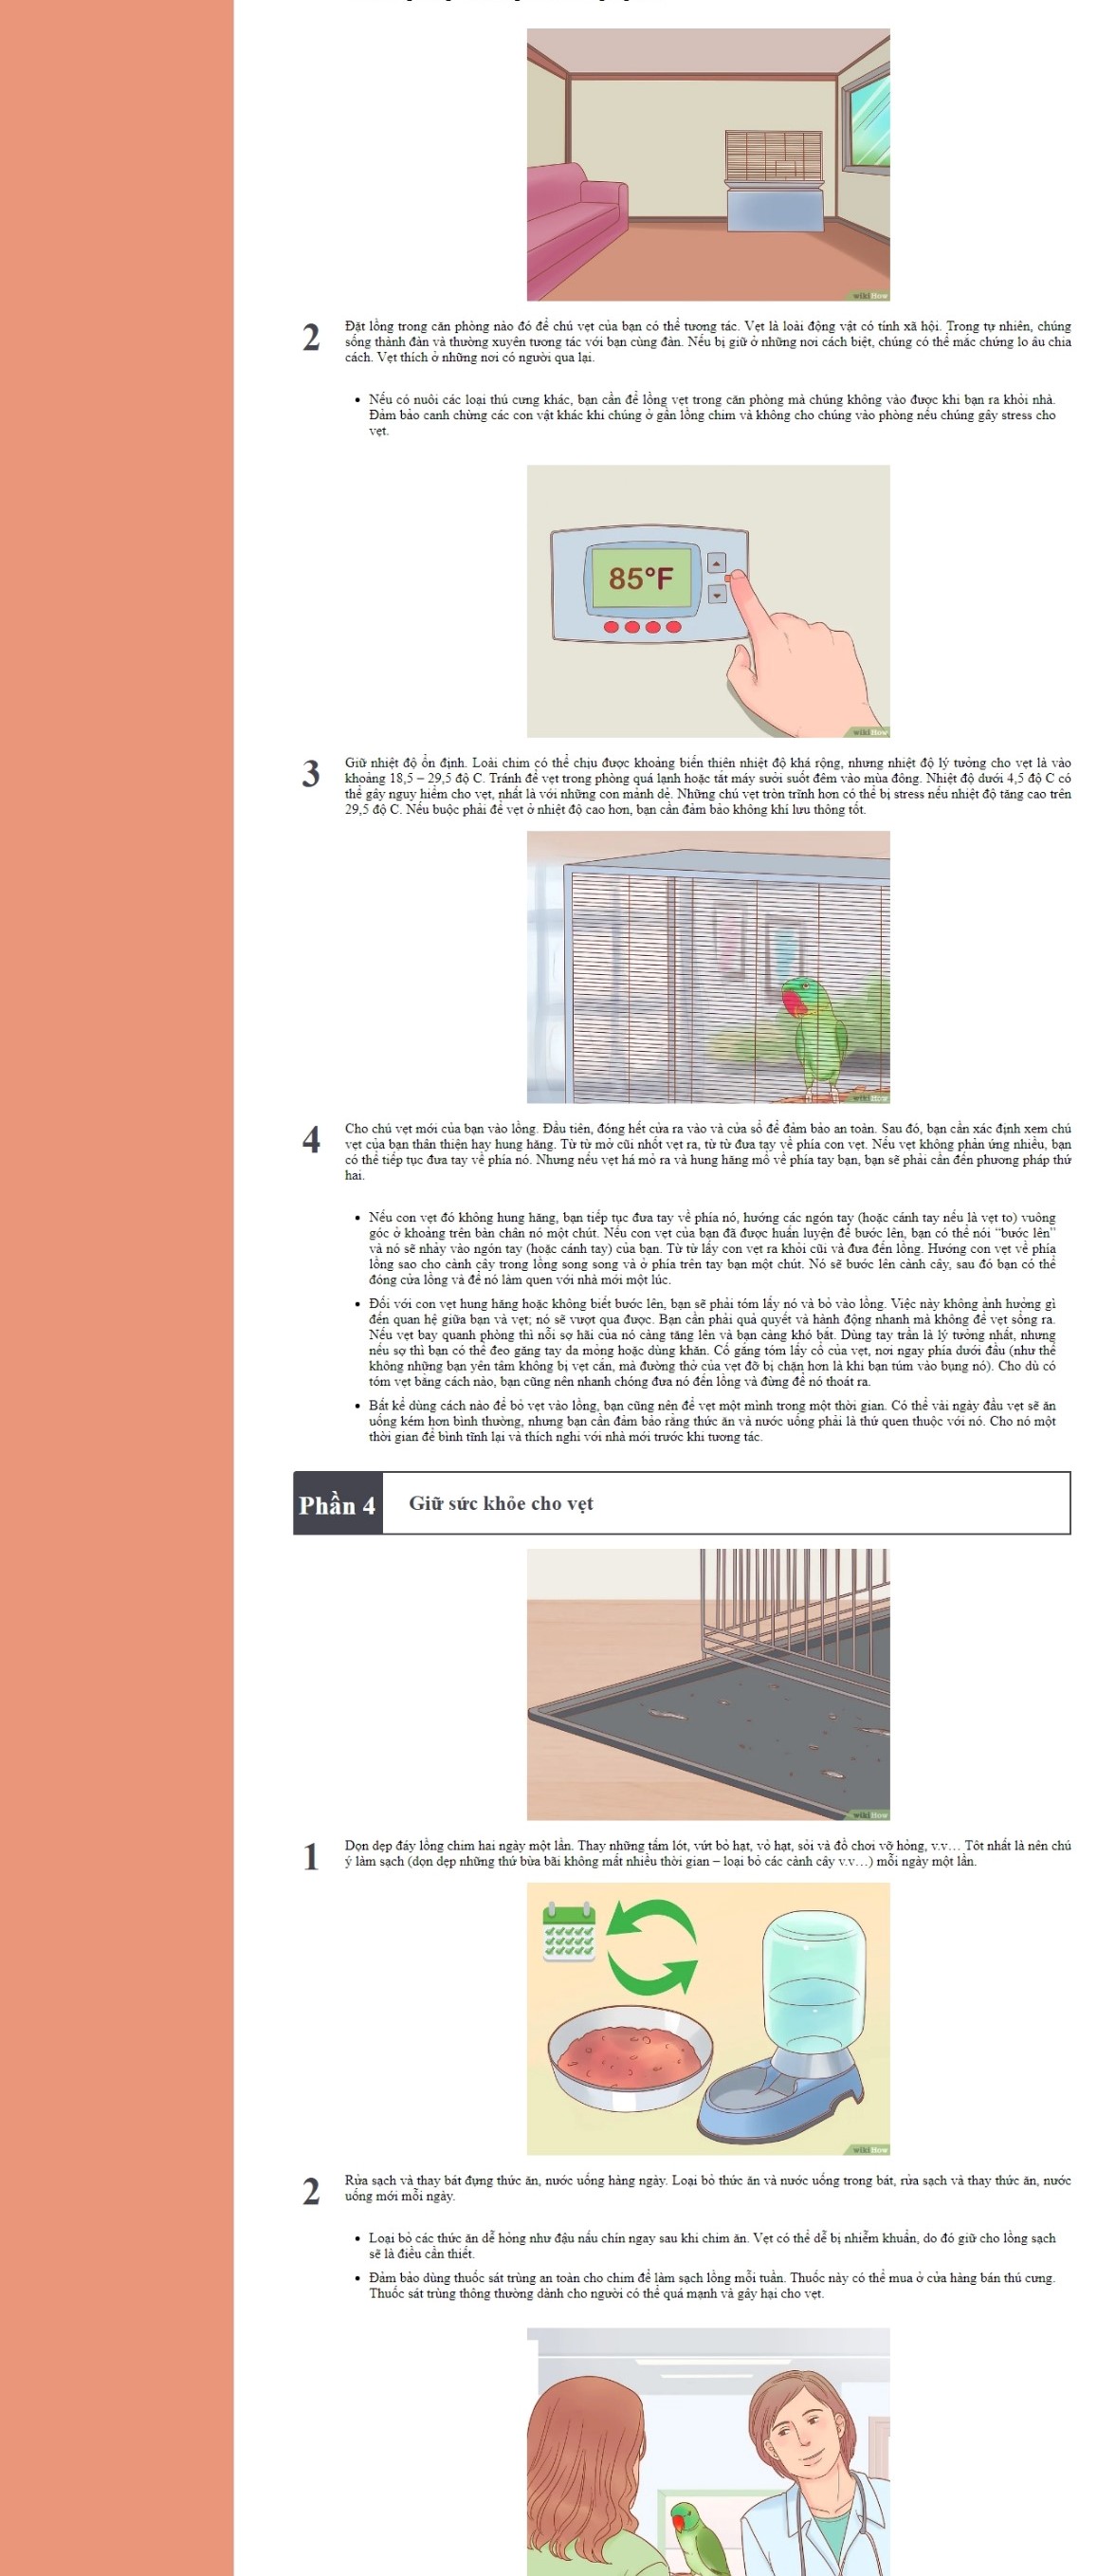 wikiHow
2
Đặt lồng trong căn phòng nào đó để chú vẹt của bạn có thể tương tác. Vẹt là loài động vật có tính xã hội. Trong tự nhiên, chúng
sống thành đàn và thường xuyên tương tác với bạn cùng đàn. Nếu bị giữ ở những nơi cách biệt, chúng có thể mắc chứng lo âu chia
cách. Vẹt thích ở những nơi có người qua lại.
• Nếu có nuôi các loại thú cưng khác, bạn cần để lồng vẹt trong căn phòng mà chúng không vào được khi bạn ra khỏi nhà.
Đảm bảo canh chừng các con vật khác khi chúng ở gần lồng chim và không cho chúng vào phòng nếu chúng gây stress cho
vẹt.
85°F
wikiHow
3
Giữ nhiệt độ ổn định. Loài chim có thể chịu được khoảng biến thiên nhiệt độ khá rộng, nhưng nhiệt độ lý tưởng cho vẹt là vào
khoảng 18,5 – 29,5 độ C. Tránh để vẹt trong phòng quá lạnh hoặc tắt máy sưởi suốt đêm vào mùa đông. Nhiệt độ dưới 4,5 độ C có
thể gây nguy hiểm cho vẹt, nhất là với những con mảnh dẻ. Những chú vẹt tròn trĩnh hơn có thể bị stress nếu nhiệt độ tăng cao trên
29,5 độ C. Nếu buộc phải để vẹt ở nhiệt độ cao hơn, bạn cần đảm bảo không khí lưu thông tốt.
wikiHow
4
Cho chú vẹt mới của bạn vào lồng. Đầu tiên, đóng hết cửa ra vào và cửa sổ để đảm bảo an toàn. Sau đó, bạn cần xác định xem chú
vẹt của bạn thân thiện hay hung hăng. Từ từ mở cũi nhốt vẹt ra, từ từ đưa tay về phía con vẹt. Nếu vẹt không phản ứng nhiều, bạn
có thể tiếp tục đưa tay về phía nó. Nhưng nếu vẹt há mỏ ra và hung hăng mổ về phía tay bạn, bạn sẽ phải cần đến phương pháp thứ
hai.
• Nếu con vẹt đó không hung hăng, bạn tiếp tục đưa tay về phía nó, hướng các ngón tay (hoặc cánh tay nếu là vẹt to) vuông
góc ở khoảng trên bàn chân nó một chút. Nếu con vẹt của bạn đã được huấn luyện để bước lên, bạn có thể nói "bước lên"
và nó sẽ nhảy vào ngón tay (hoặc cánh tay) của bạn. Từ từ lấy con vẹt ra khỏi cũi và đưa đến lồng. Hướng con vẹt về phía
lồng sao cho cành cây trong lồng song song và ở phía trên tay bạn một chút. Nó sẽ bước lên cành cây, sau đó bạn có thể
đóng cửa lồng và để nó làm quen với nhà mới một lúc.
• Đối với con vẹt hung hăng hoặc không biết bước lên, bạn sẽ phải tóm lấy nó và bỏ vào lồng. Việc này không ảnh hưởng gì
đến quan hệ giữa bạn và vẹt; nó sẽ vượt qua được. Bạn cần phải quả quyết và hành động nhanh mà không để vẹt sổng ra.
Nếu vẹt bay quanh phòng thì nỗi sợ hãi của nó càng tăng lên và bạn càng khó bắt. Dùng tay trần là lý tưởng nhất, nhưng
nếu sợ thì bạn có thể đeo găng tay da mỏng hoặc dùng khăn. Cố gắng tóm lấy cổ của vẹt, nơi ngay phía dưới đầu (như thế
không những bạn yên tâm không bị vẹt cắn, mà đường thở của vẹt đỡ bị chặn hơn là khi bạn túm vào bụng nó). Cho dù có
tóm vẹt bằng cách nào, bạn cũng nên nhanh chóng đưa nó đến lồng và đừng để nó thoát ra.
• Bất kể dùng cách nào để bỏ vẹt vào lồng, bạn cũng nên để vẹt một mình trong một thời gian. Có thể vài ngày đầu vẹt sẽ ăn
uống kém hơn bình thường, nhưng bạn cần đảm bảo rằng thức ăn và nước uống phải là thứ quen thuộc với nó. Cho nó một
thời gian để bình tĩnh lại và thích nghi với nhà mới trước khi tương tác.
Phần 4 Giữ sức khỏe cho vẹt
wikiHow
1
Dọn dẹp đáy lồng chim hai ngày một lần. Thay những tấm lót, vứt bỏ hạt, vỏ hạt, sỏi và đồ chơi vỡ hỏng, v.v… Tốt nhất là nên chú
ý làm sạch (dọn dẹp những thứ bừa bãi không mất nhiều thời gian – loại bỏ các cành cây v.v…) mỗi ngày một lần.
wikiHow
2
Rửa sạch và thay bát đựng thức ăn, nước uống hàng ngày. Loại bỏ thức ăn và nước uống trong bát, rửa sạch và thay thức ăn, nước
uống mới mỗi ngày.
• Loại bỏ các thức ăn dễ hỏng như đậu nấu chín ngay sau khi chim ăn. Vẹt có thể dễ bị nhiễm khuẩn, do đó giữ cho lồng sạch
sẽ là điều cần thiết.
• Đảm bảo dùng thuốc sát trùng an toàn cho chim để làm sạch lồng mỗi tuần. Thuốc này có thể mua ở cửa hàng bán thú cưng.
Thuốc sát trùng thông thường dành cho người có thể quá mạnh và gây hại cho vẹt.